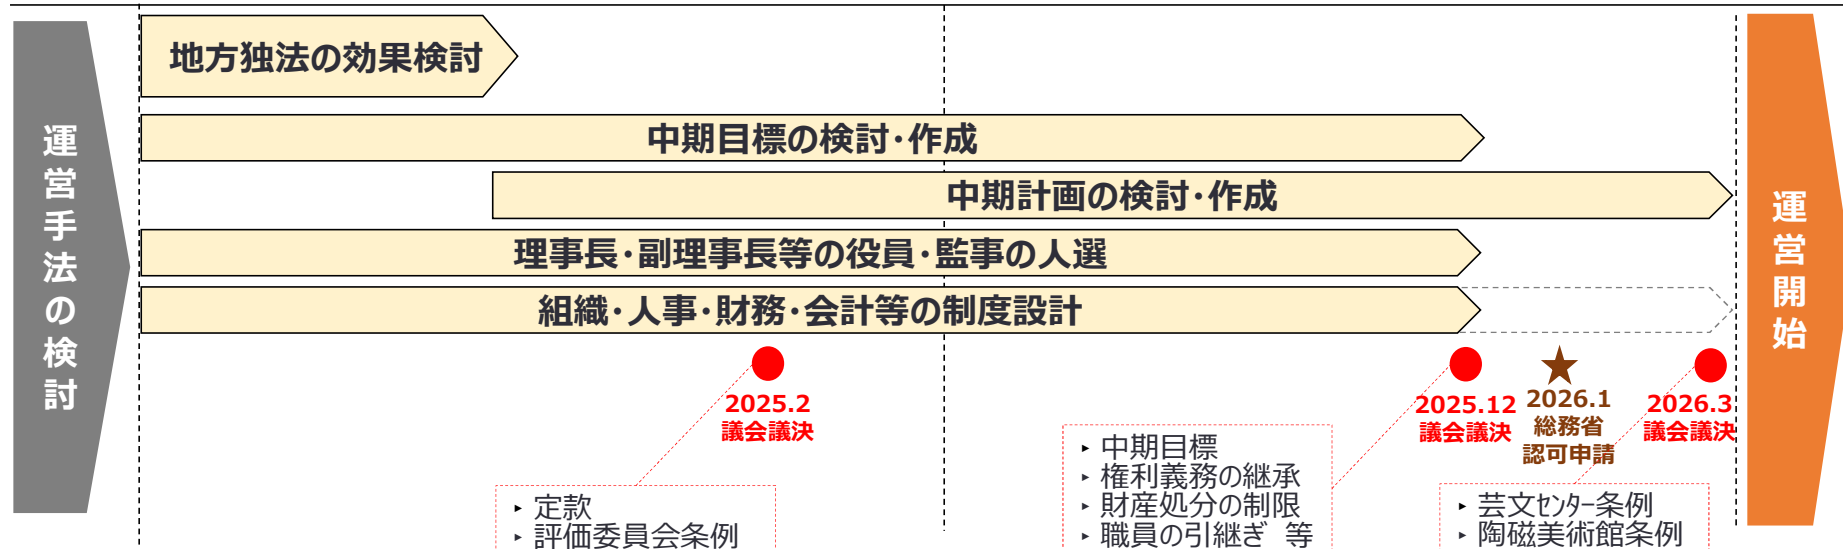 運営手法の検討
地方独法の効果検討
中期目標の検討・作成
中期計画の検討・作成
理事長・副理事長等の役員・監事の人選
組織・人事・財務・会計等の制度設計
運営開始
2025.2
議会議決
2025.12
議会議決
2026.1
総務省
認可申請
2026.3
議会議決
▸ 定款
▸ 評価委員会条例
▸ 中期目標
▸ 権利義務の継承
▸ 財産処分の制限
▸ 職員の引継ぎ 等
▸ 芸文センター条例
▸ 陶磁美術館条例